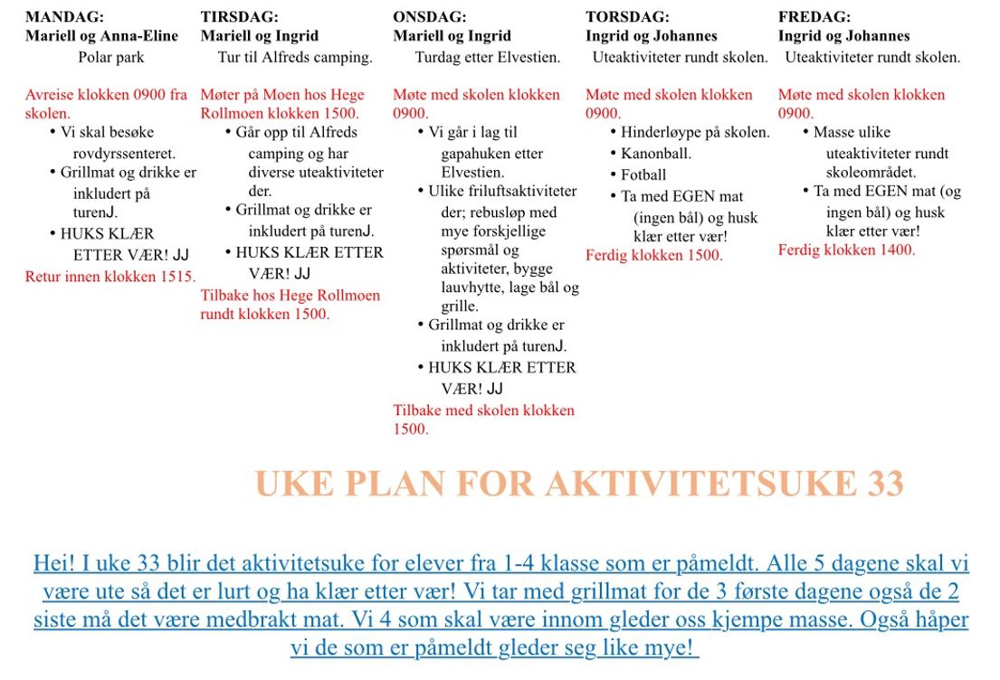 MANDAG:
Mariell og Anna-Eline
Polar park
Avreise klokken 0900 fra
skolen.
• Vi skal besøke
rovdyrssenteret.
• Grillmat og drikke er
inkludert på
turenJ.
• HUKS KLÆR
ETTER VÆR! JJ
Retur innen klokken 1515.
TIRSDAG:
Mariell og Ingrid
Tur til Alfreds camping.
Møter på Moen hos Hege
Rollmoen klokken 1500.
• Går opp til Alfreds
camping og har
diverse uteaktiviteter
der.
• Grillmat og drikke er
inkludert på turenJ.
• HUKS KLÆR ETTER
VÆR! JJ
Tilbake hos Hege Rollmoen
rundt klokken 1500.
ONSDAG:
Mariell og Ingrid
Turdag etter Elvestien.
Møte med skolen klokken
0900.
• Vi går i lag til
gapahuken etter
Elvestien.
• Ulike friluftsaktiviteter
der; rebusløp med
mye forskjellige
spørsmål og
aktiviteter, bygge
lauvhytte, lage bål og
grille.
• Grillmat og drikke er
inkludert på turenJ.
• HUKS KLÆR ETTER
VÆR! JJ
Tilbake med skolen klokken
1500.
TORSDAG:
Ingrid og Johannes
Uteaktiviteter rundt skolen.
Møte med skolen klokken
0900.
• Hinderløype på skolen.
• Kanonball.
• Fotball
• Ta med EGEN mat
(ingen bål) og husk
klær etter vær!
Ferdig klokken 1500.
FREDAG:
Ingrid og Johannes
Uteaktiviteter rundt skolen.
Møte med skolen klokken
0900.
• Masse ulike
uteaktiviteter rundt
skoleområdet.
• Ta med EGEN mat (og
ingen bål) og husk
klær etter vær!
Ferdig klokken 1400.
UKE PLAN FOR AKTIVITETSUKE 33
Hei! I uke 33 blir det aktivitetsuke for elever fra 1-4 klasse som er påmeldt. Alle 5 dagene skal vi
være ute så det er lurt og ha klær etter vær! Vi tar med grillmat for de 3 første dagene også de 2
siste må det være medbrakt mat. Vi 4 som skal være innom gleder oss kjempe masse. Også håper
vi de som er påmeldt gleder seg like mye!